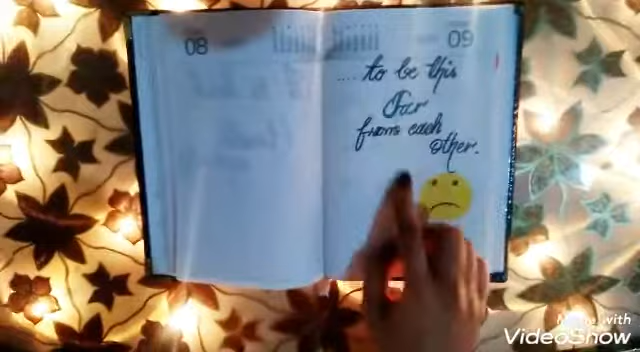 08
09
.... to be this
Far
from each
other.
Made with
VideoShow